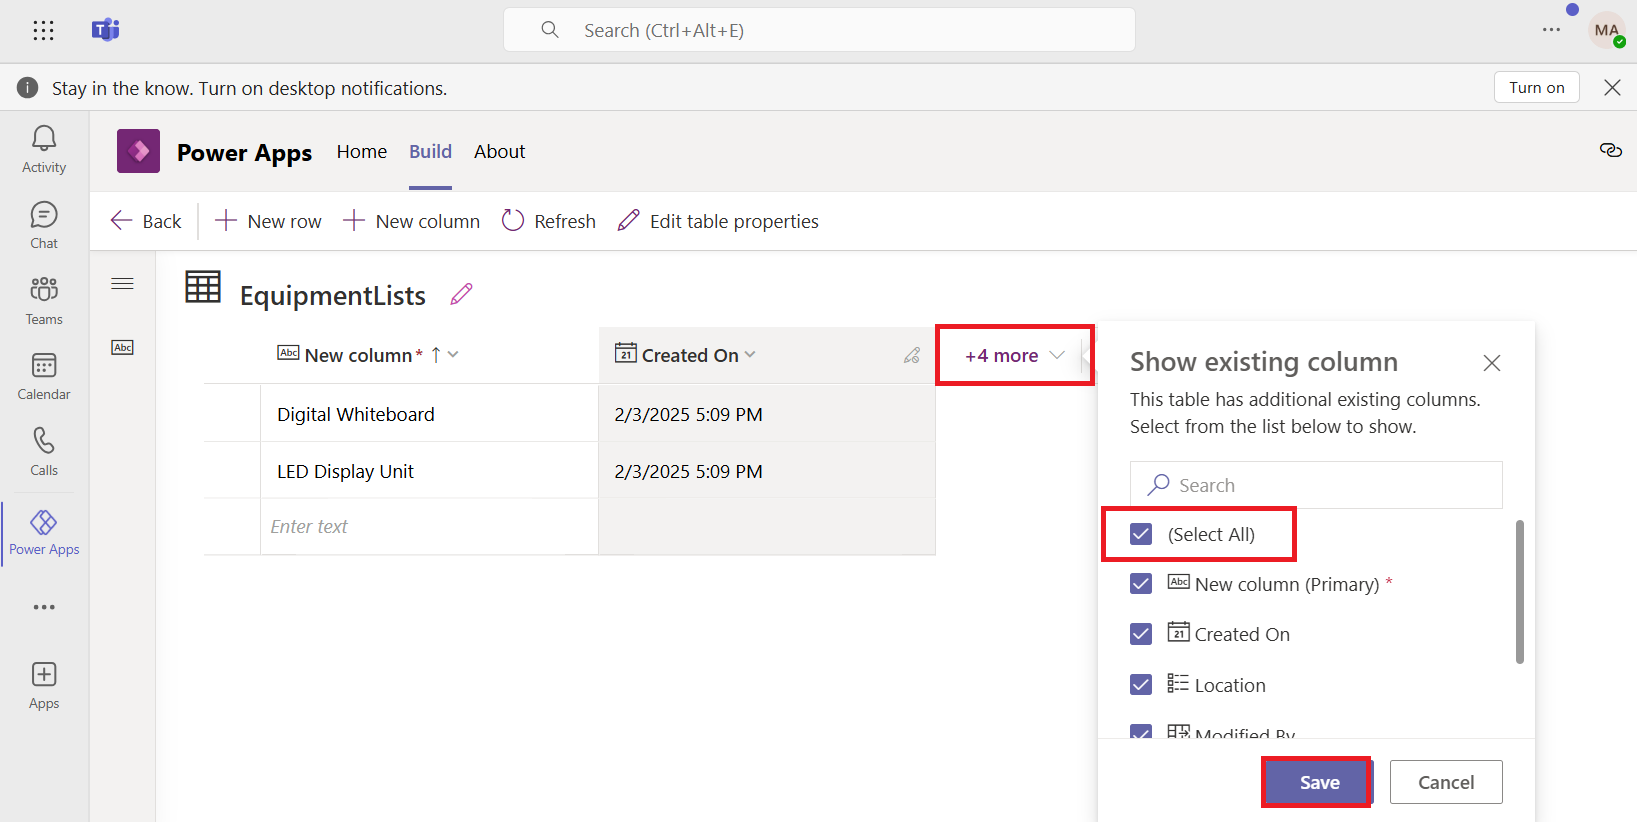 Search (Ctrl+Alt+E)
MA
Stay in the know. Turn on desktop notifications.
Turn on
Activity
Chat
Teams
Calendar
Calls
Power Apps
Apps
Power Apps
Home
Build
About
Back
New row
New column
Refresh
Edit table properties
Abc
EquipmentLists
Abc New column* ↑
21 Created On
+4 more
Digital Whiteboard
2/3/2025 5:09 PM
LED Display Unit
2/3/2025 5:09 PM
Enter text
Show existing column
This table has additional existing columns.
Select from the list below to show.
Search
(Select All)
Abc New column (Primary) *
21 Created On
Location
Modified By
Save
Cancel